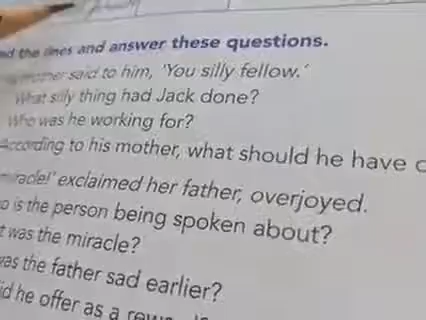 the lines and answer these questions.
mother said to him, 'You silly fellow.'
What silly thing had Jack done?
Who was he working for?
According to his mother, what should he have
exclaimed her father, overjoyed.
is the person being spoken about?
was the miracle?
was the father sad earlier?
he offer as a